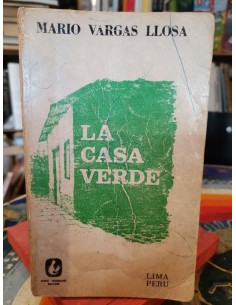 MARIO VARGAS LLOSA
LA
CASA
VERDE
LIMA
PERU